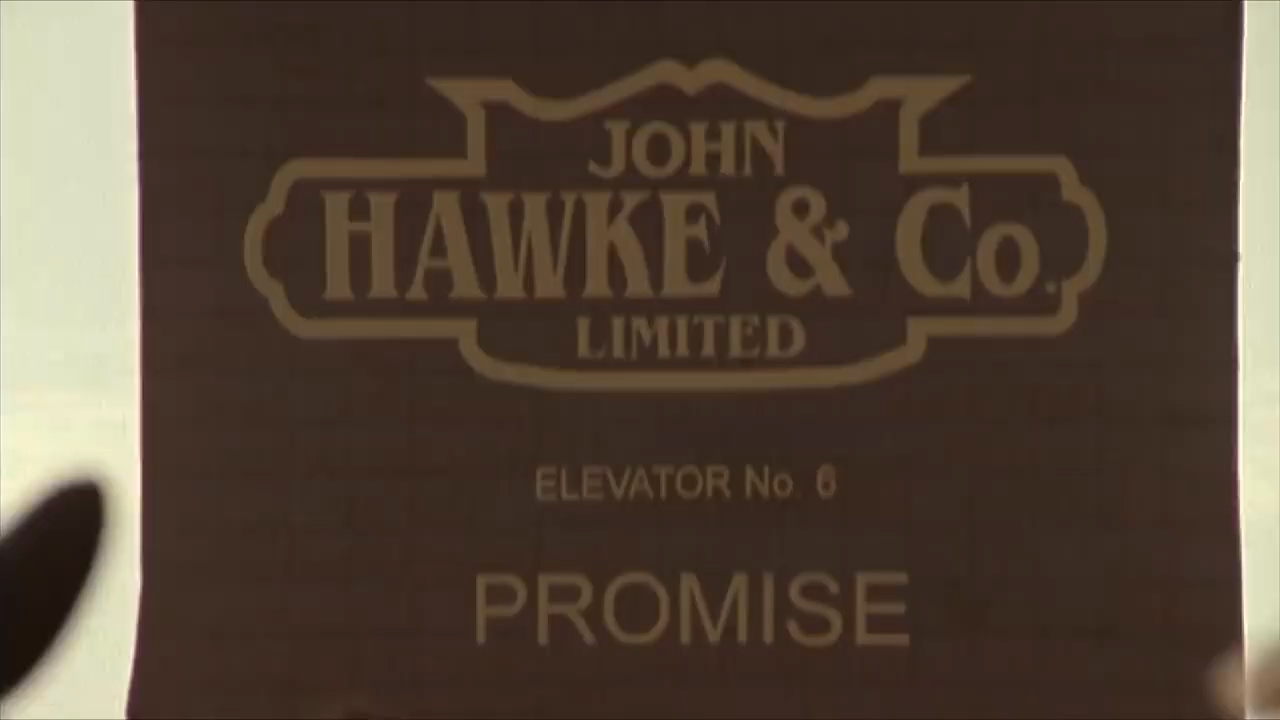 JOHN
HAWKE & Co.
LIMITED
ELEVATOR No. 6
PROMISE